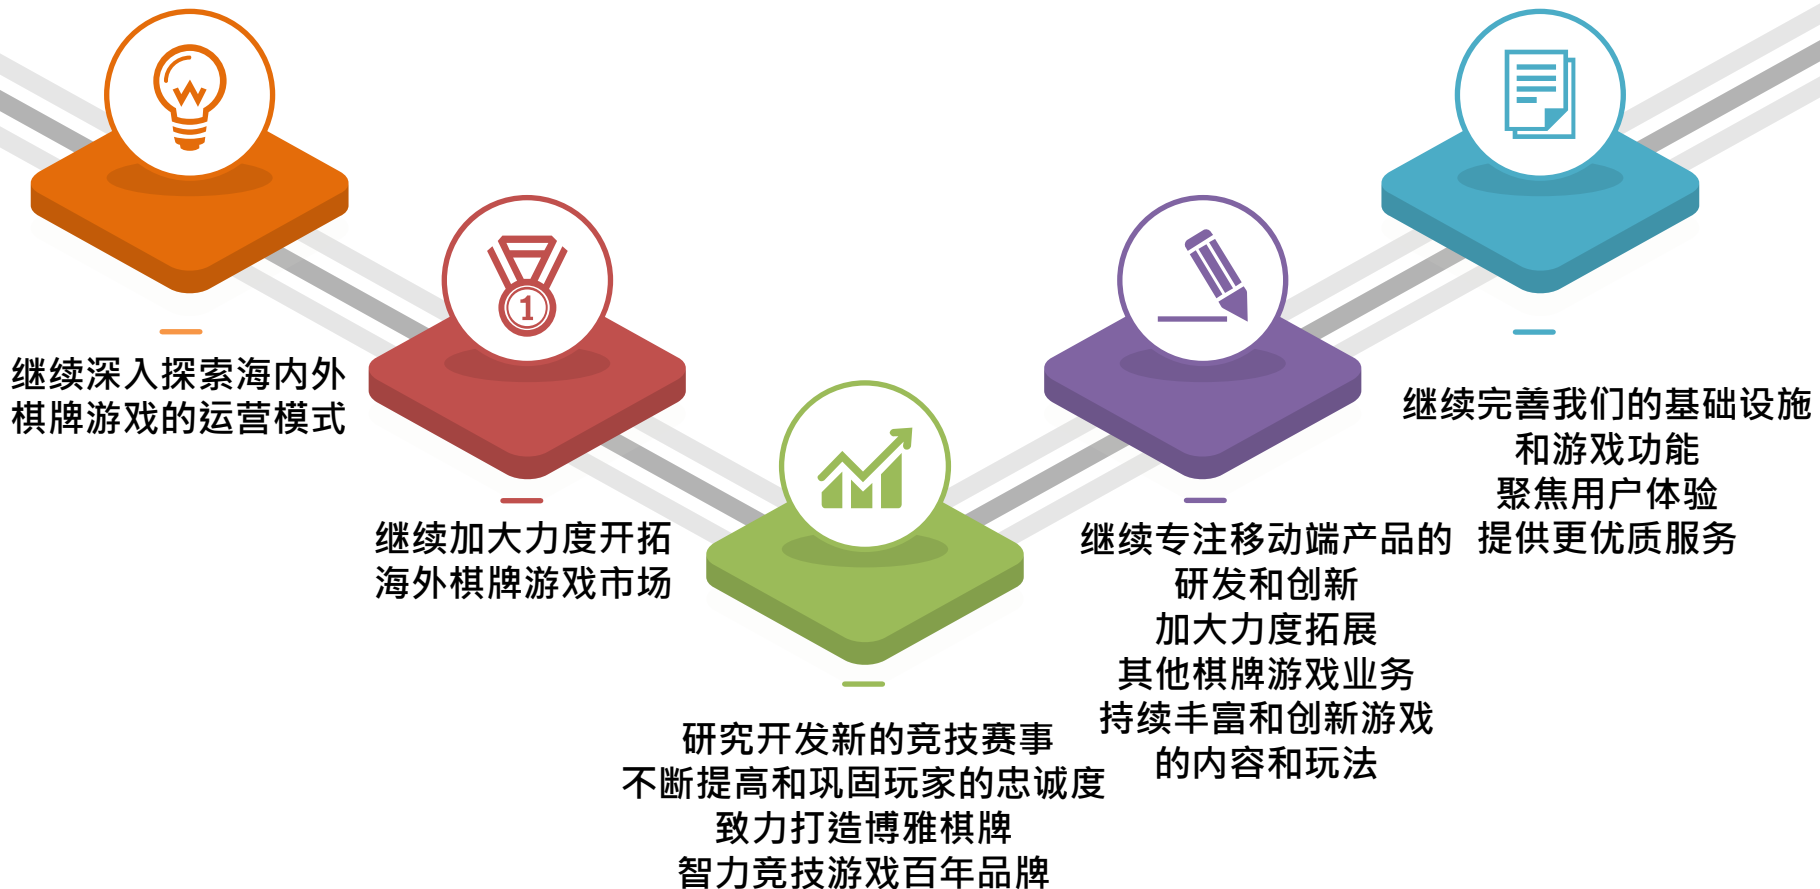 继续深入探索海内外
棋牌游戏的运营模式
1
继续加大力度开拓
海外棋牌游戏市场
研究开发新的竞技赛事
不断提高和巩固玩家的忠诚度
致力打造博雅棋牌
智力竞技游戏百年品牌
继续专注移动端产品的
研发和创新
加大力度拓展
其他棋牌游戏业务
持续丰富和创新游戏
的内容和玩法
继续完善我们的基础设施
和游戏功能
聚焦用户体验
提供更优质服务